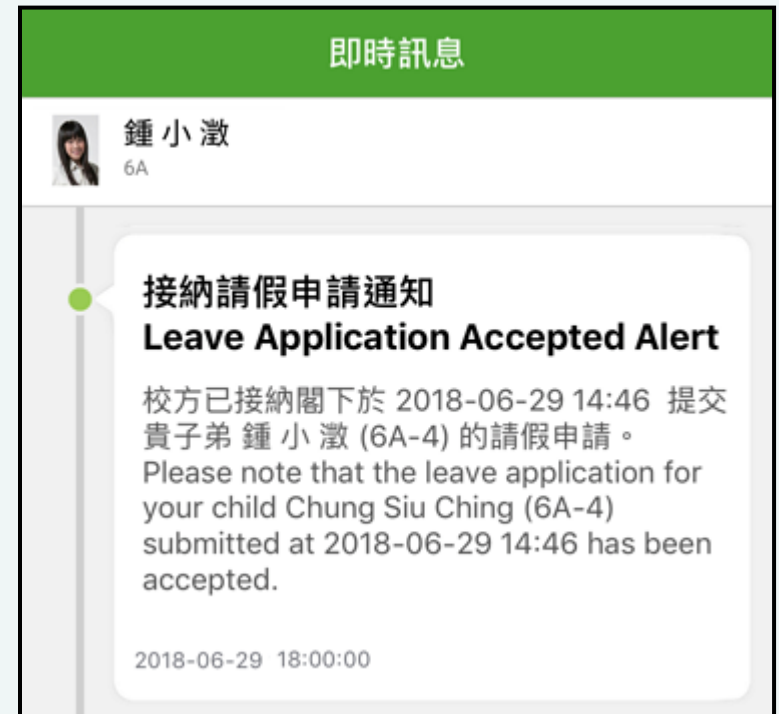 即時訊息
鍾 小 澂
6A
接納請假申請通知
Leave Application Accepted Alert
校方已接納閣下於 2018-06-29 14:46 提交
貴子弟 鍾 小 澂 (6A-4) 的請假申請。
Please note that the leave application for
your child Chung Siu Ching (6A-4)
submitted at 2018-06-29 14:46 has been
accepted.
2018-06-29 18:00:00